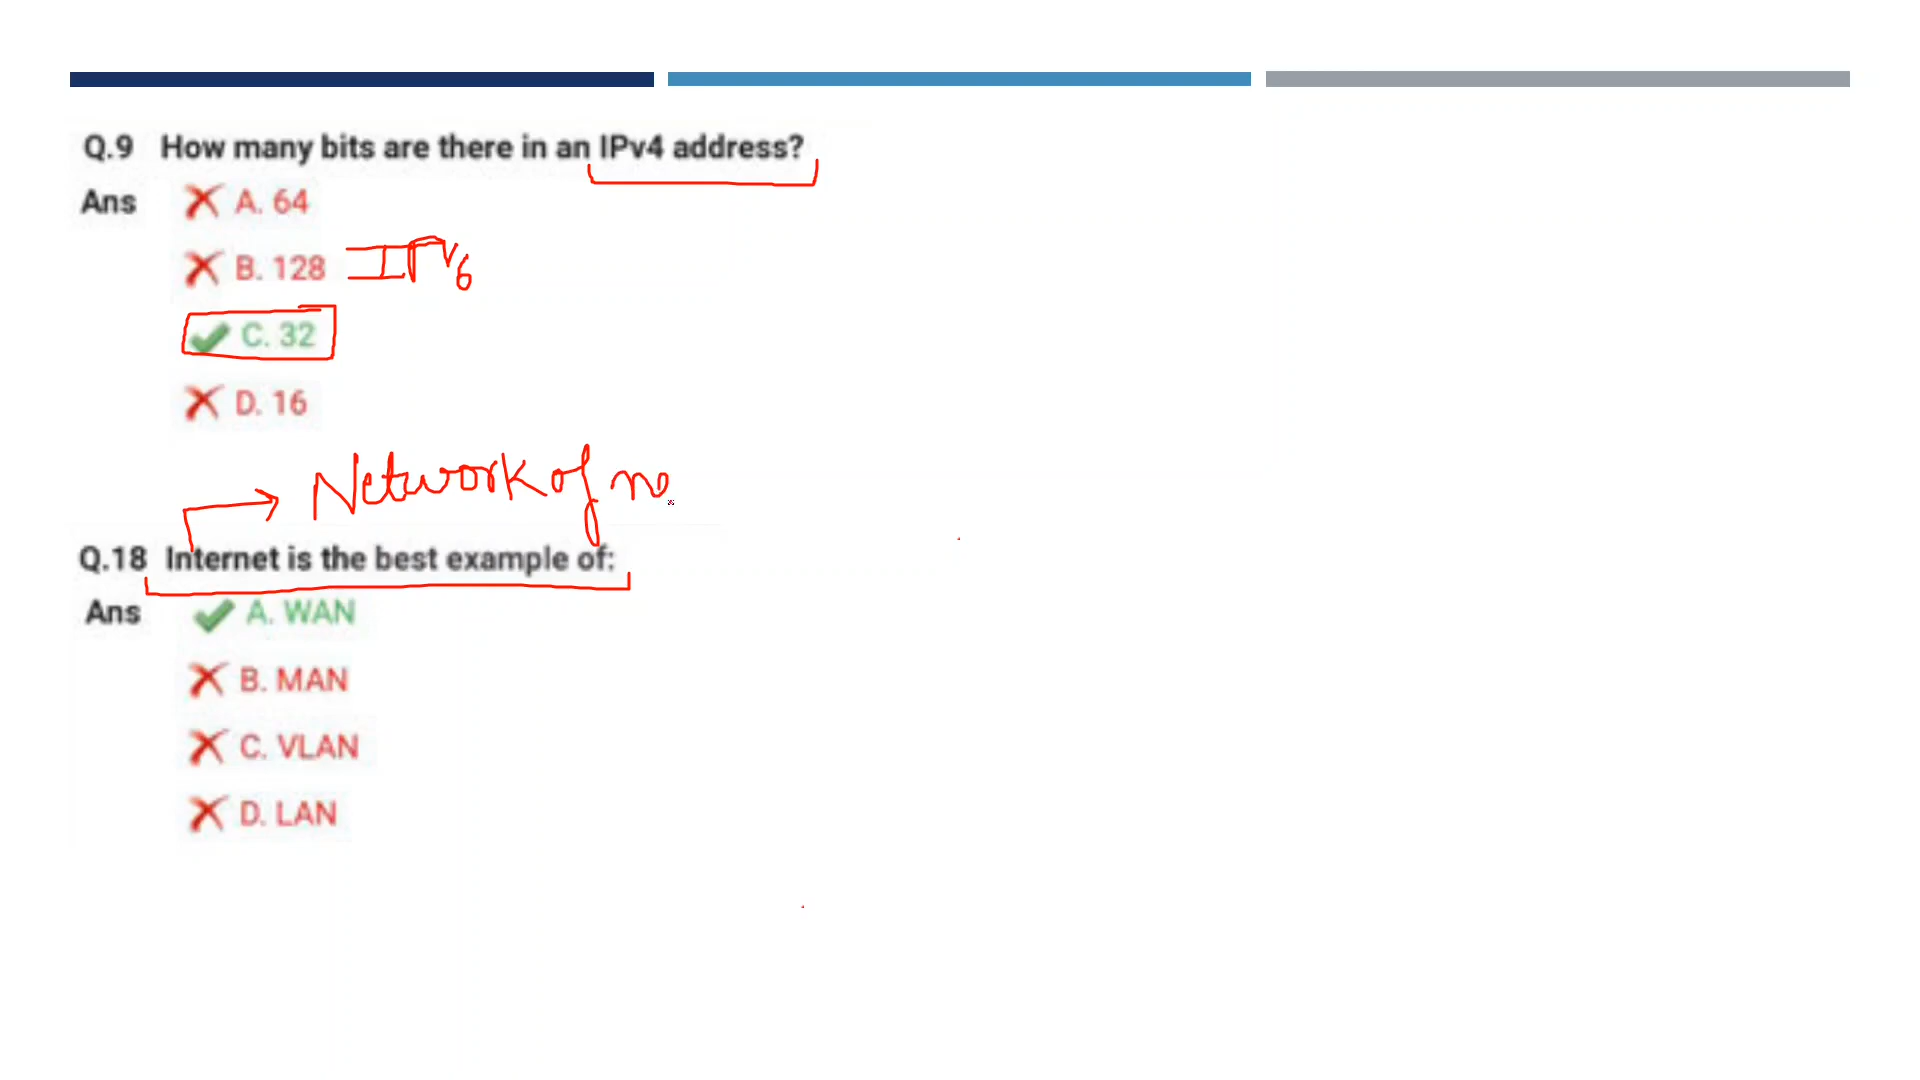 Q.9 How many bits are there in an IPv4 address?
Ans A. 64
B. 128 IPv6
C. 32
D. 16
Network of
Q.18 Internet is the best example of:
Ans A. WAN
B. MAN
C. VLAN
D. LAN